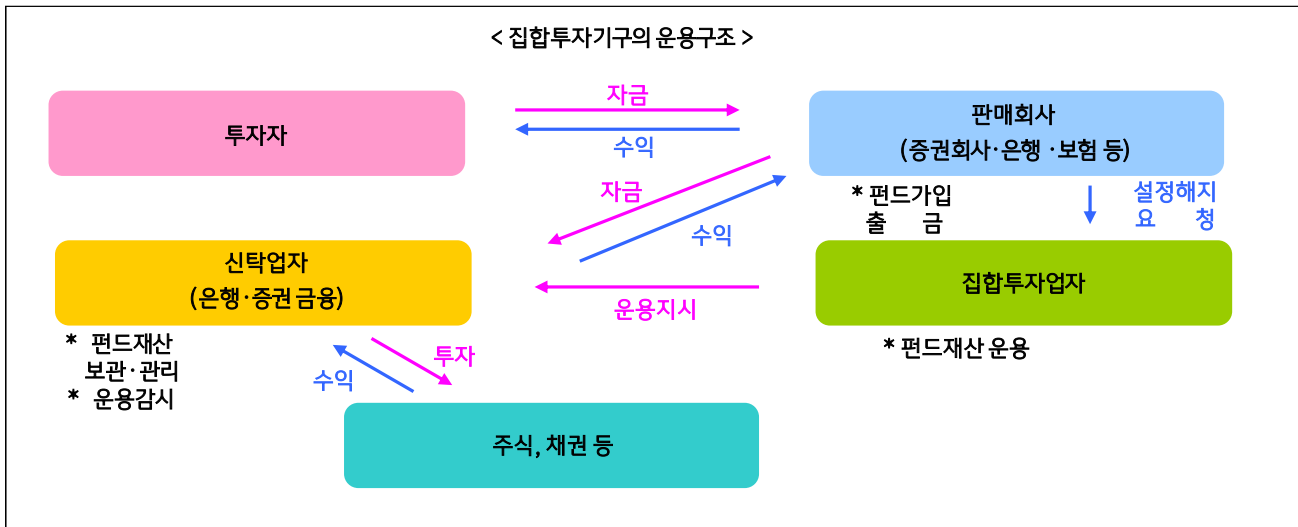 < 집합투자기구의 운용구조 >
자금
투자자
수익
판매회사
(증권회사·은행 ·보험 등)
자금
수익
* 펀드가입
출 금
설정해지
요 청
신탁업자
(은행·증권 금융)
운용지시
집합투자업자
* 펀드재산
보관·관리
* 운용감시
투자
수익
* 펀드재산 운용
주식, 채권 등